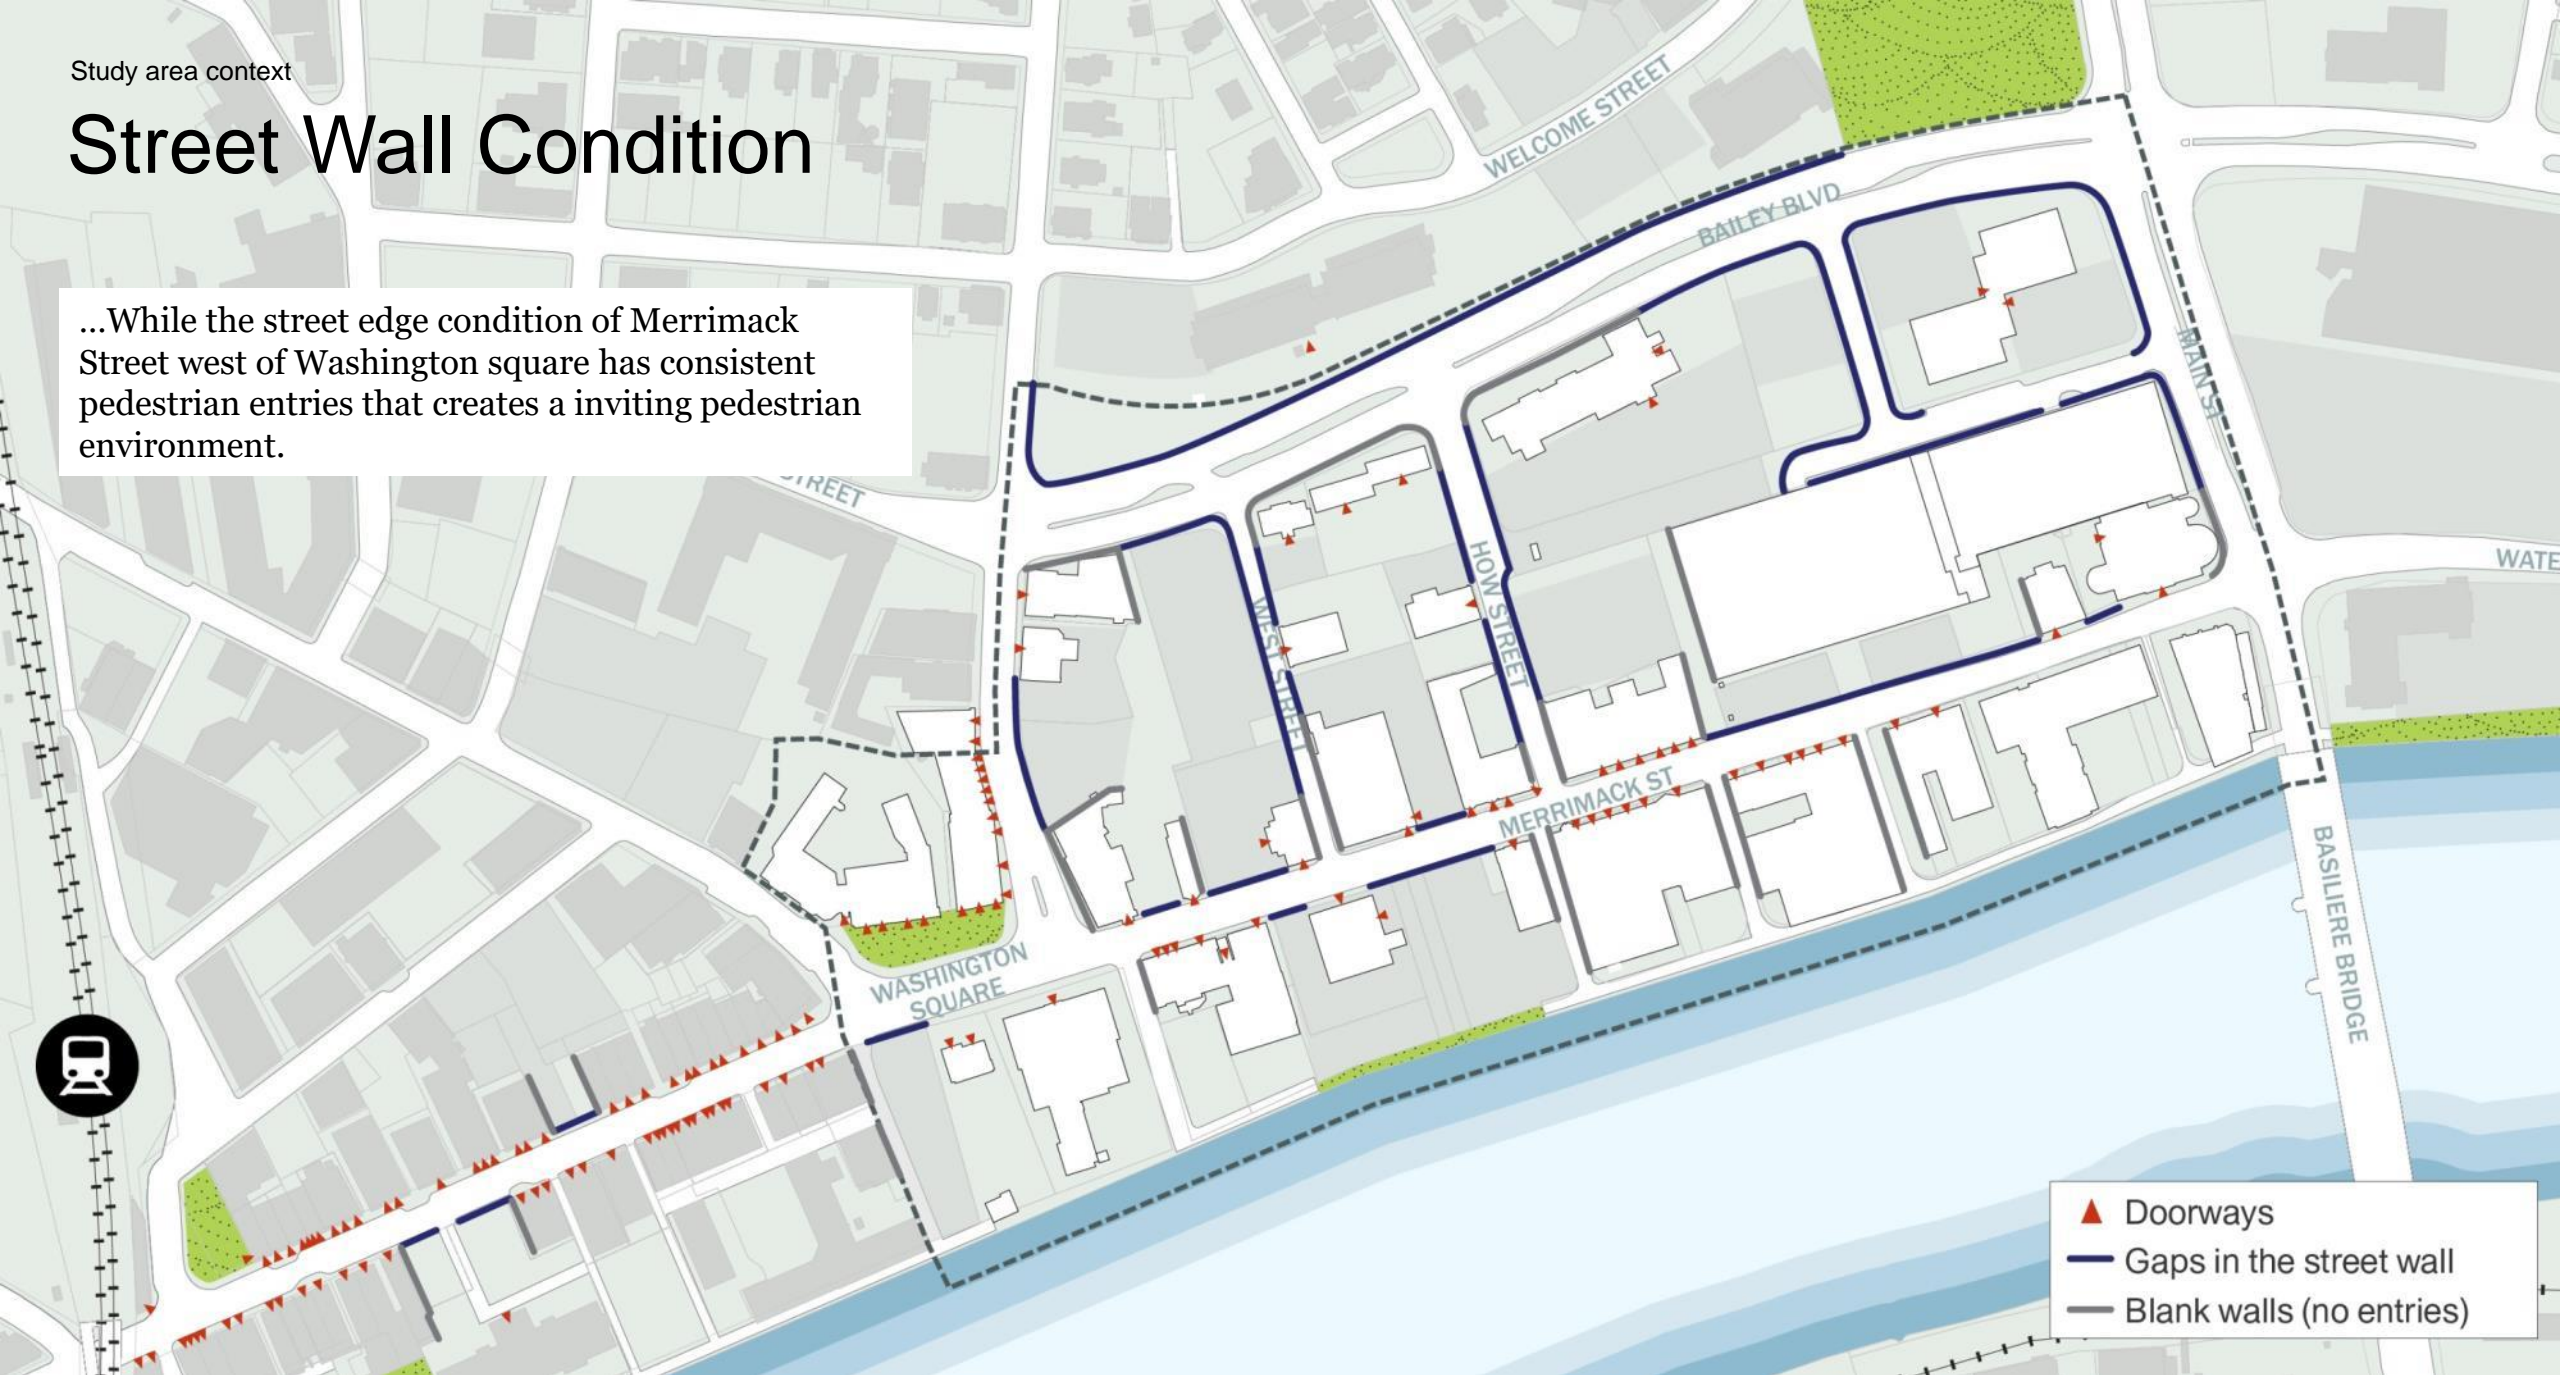 Study area context
Street Wall Condition
...While the street edge condition of Merrimack
Street west of Washington square has consistent
pedestrian entries that creates a inviting pedestrian
environment.
WELCOME STREET
BAILEY BLVD
MAIN ST
STREET
HOW STREET
WEST STREET
WATE
MERRIMACK ST
WASHINGTON
SQUARE
BASILIERE BRIDGE
Doorways
Gaps in the street wall
Blank walls (no entries)